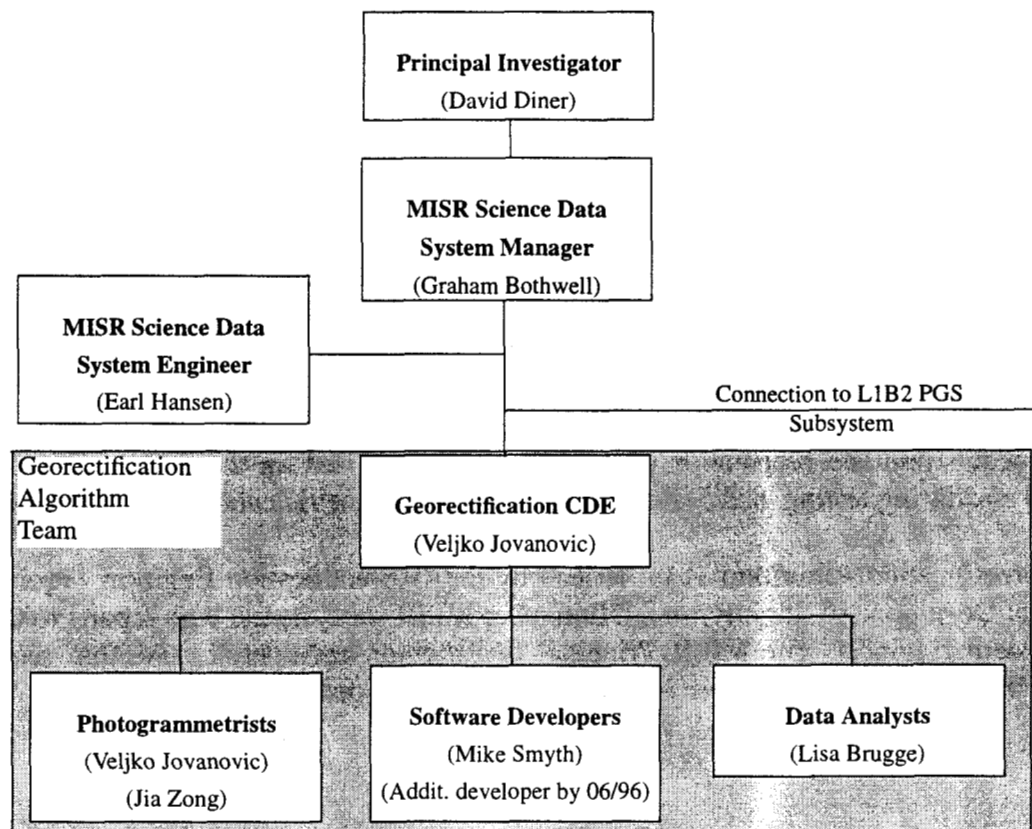 Principal Investigator
(David Diner)
MISR Science Data
System Manager
(Graham Bothwell)
MISR Science Data
System Engineer
(Earl Hansen)
Connection to L1B2 PGS
Subsystem
Georectification
Algorithm
Team
Georectification CDE
(Veljko Jovanovic)
Photogrammetrists
(Veljko Jovanovic)
(Jia Zong)
Software Developers
(Mike Smyth)
(Addit. developer by 06/96)
Data Analysts
(Lisa Brugge)